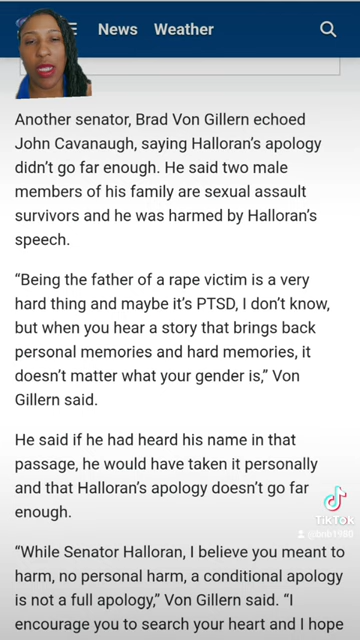 News Weather
Another senator, Brad Von Gillern echoed
John Cavanaugh, saying Halloran's apology
didn't go far enough. He said two male
members of his family are sexual assault
survivors and he was harmed by Halloran's
speech.
“Being the father of a rape victim is a very
hard thing and maybe it's PTSD, I don't know,
but when you hear a story that brings back
personal memories and hard memories, it
doesn't matter what your gender is,” Von
Gillern said.
He said if he had heard his name in that
passage, he would have taken it personally
and that Halloran's apology doesn't go far
enough.
“While Senator Halloran, I believe you meant to
harm, no personal harm, a conditional apology
is not a full apology,” Von Gillern said. “I
encourage you to search your heart and I hope
TikTok